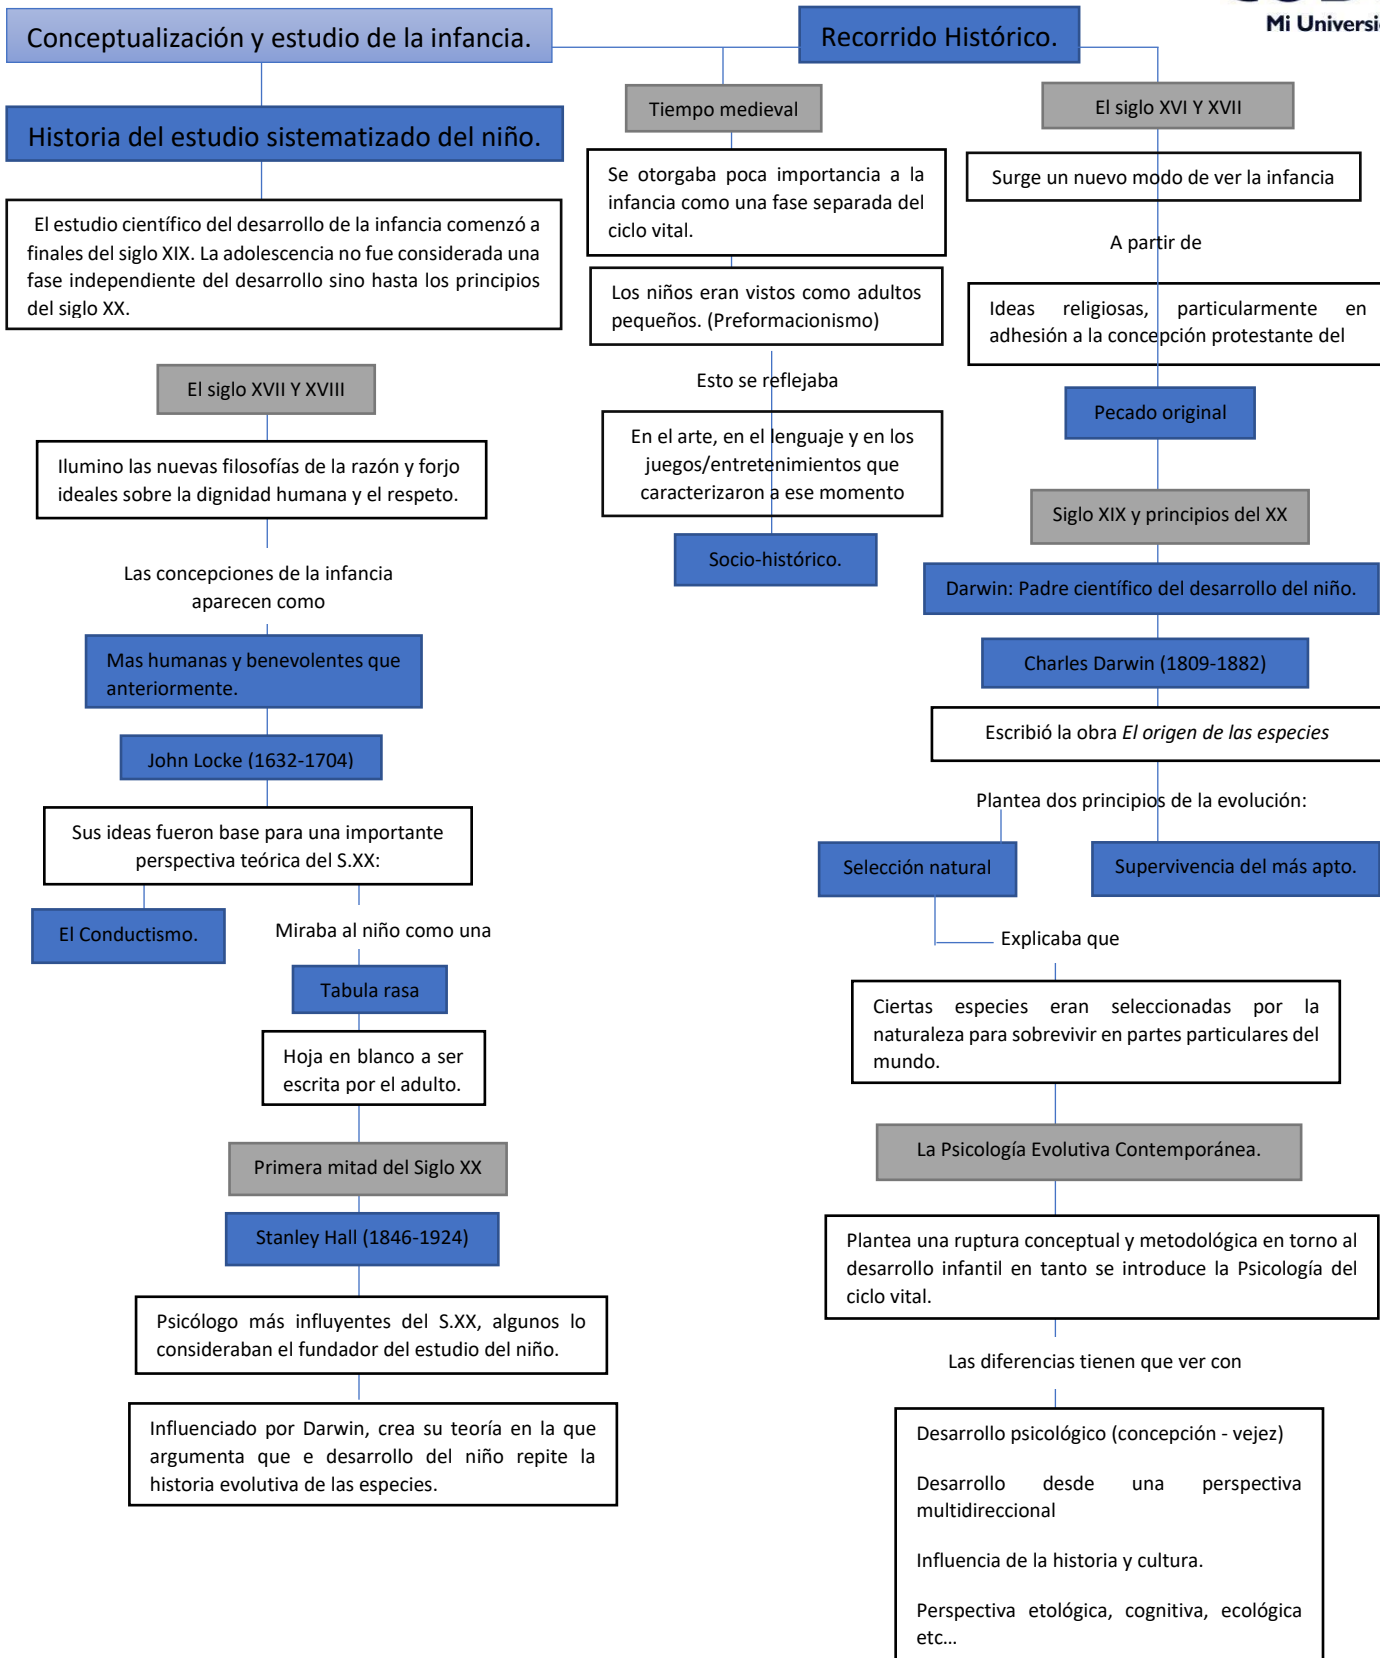 Mi Universi
Conceptualización y estudio de la infancia.
Recorrido Histórico.
Historia del estudio sistematizado del niño.
El estudio científico del desarrollo de la infancia comenzó a
finales del siglo XIX. La adolescencia no fue considerada una
fase independiente del desarrollo sino hasta los principios
del siglo XX.
El siglo XVII Y XVIII
Ilumino las nuevas filosofías de la razón y forjo
ideales sobre la dignidad humana y el respeto.
Las concepciones de la infancia
aparecen como
Mas humanas y benevolentes que
anteriormente.
John Locke (1632-1704)
Sus ideas fueron base para una importante
perspectiva teórica del S.XX:
El Conductismo.
Miraba al niño como una
Tabula rasa
Hoja en blanco a ser
escrita por el adulto.
Primera mitad del Siglo XX
Stanley Hall (1846-1924)
Psicólogo más influyentes del S.XX, algunos lo
consideraban el fundador del estudio del niño.
Influenciado por Darwin, crea su teoría en la que
argumenta que e desarrollo del niño repite la
historia evolutiva de las especies.
Tiempo medieval
Se otorgaba poca importancia a la
infancia como una fase separada del
ciclo vital.
Los niños eran vistos como adultos
pequeños. (Preformacionismo)
Esto se reflejaba
En el arte, en el lenguaje y en los
juegos/entretenimientos que
caracterizaron a ese momento
Socio-histórico.
El siglo XVI Y XVII
Surge un nuevo modo de ver la infancia
A partir de
Ideas religiosas, particularmente en
adhesión a la concepción protestante del
Pecado original
Siglo XIX y principios del XX
Darwin: Padre científico del desarrollo del niño.
Charles Darwin (1809-1882)
Escribió la obra El origen de las especies
Plantea dos principios de la evolución:
Selección natural
Supervivencia del más apto.
Explicaba que
Ciertas especies eran seleccionadas por la
naturaleza para sobrevivir en partes particulares del
mundo.
La Psicología Evolutiva Contemporánea.
Plantea una ruptura conceptual y metodológica en torno al
desarrollo infantil en tanto se introduce la Psicología del
ciclo vital.
Las diferencias tienen que ver con
Desarrollo psicológico (concepción - vejez)
Desarrollo desde una perspectiva
multidireccional
Influencia de la historia y cultura.
Perspectiva etológica, cognitiva, ecológica
etc…